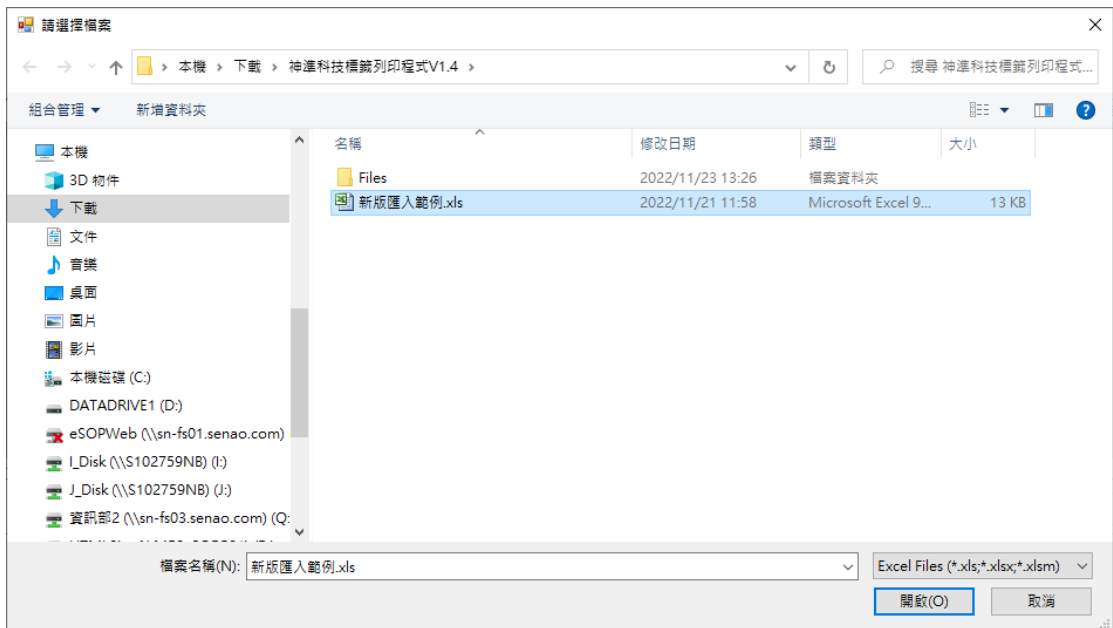 請選擇檔案
本機 › 下載 › 神準科技標籤列印程式V1.4 ›
搜尋 神準科技標籤列印程式...
組合管理 新增資料夾
名稱 修改日期 類型 大小
本機
3D 物件
下載
文件
音樂
桌面
圖片
影片
本機磁碟 (C:)
DATADRIVE1 (D:)
eSOPWeb (\\sn-fs01.senao.com)
I_Disk (\\S102759NB) (I:)
J_Disk (\\S102759NB) (J:)
資訊部2 (\\sn-fs03.senao.com) (Q:
Files 2022/11/23 13:26 檔案資料夾
新版匯入範例.xls 2022/11/21 11:58 Microsoft Excel 9... 13 KB
檔案名稱(N): 新版匯入範例.xls Excel Files (*.xls;*.xlsx;*.xlsm)
開啟(O) 取消